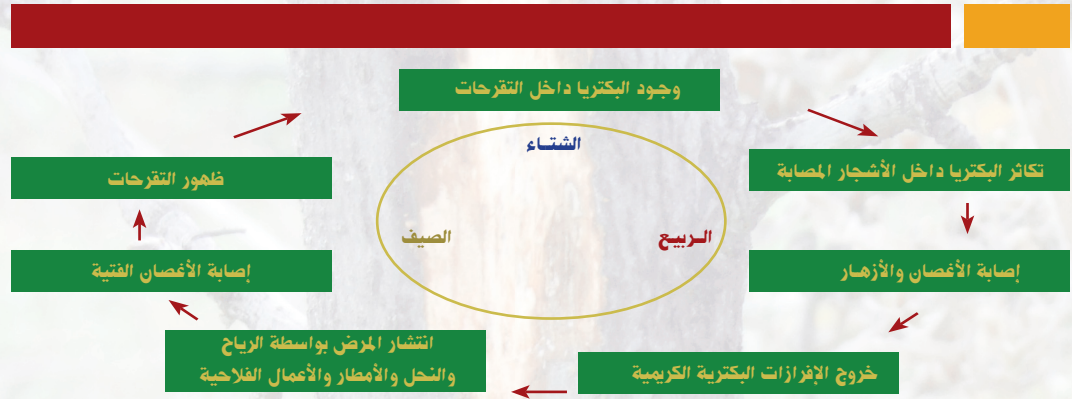 وجود البكتريا داخل التقرحات
الشتاء
تكاثر البكتريا داخل الأشجار المصابة
ظهور التقرحات
الربيع
الصيف
إصابة الأغصان والأزهار
إصابة الأغصان الفتية
خروج الإفرازات البكترية الكريمية
انتشار المرض بواسطة الرياح
والنحل والأمطار والأعمال الفلاحية